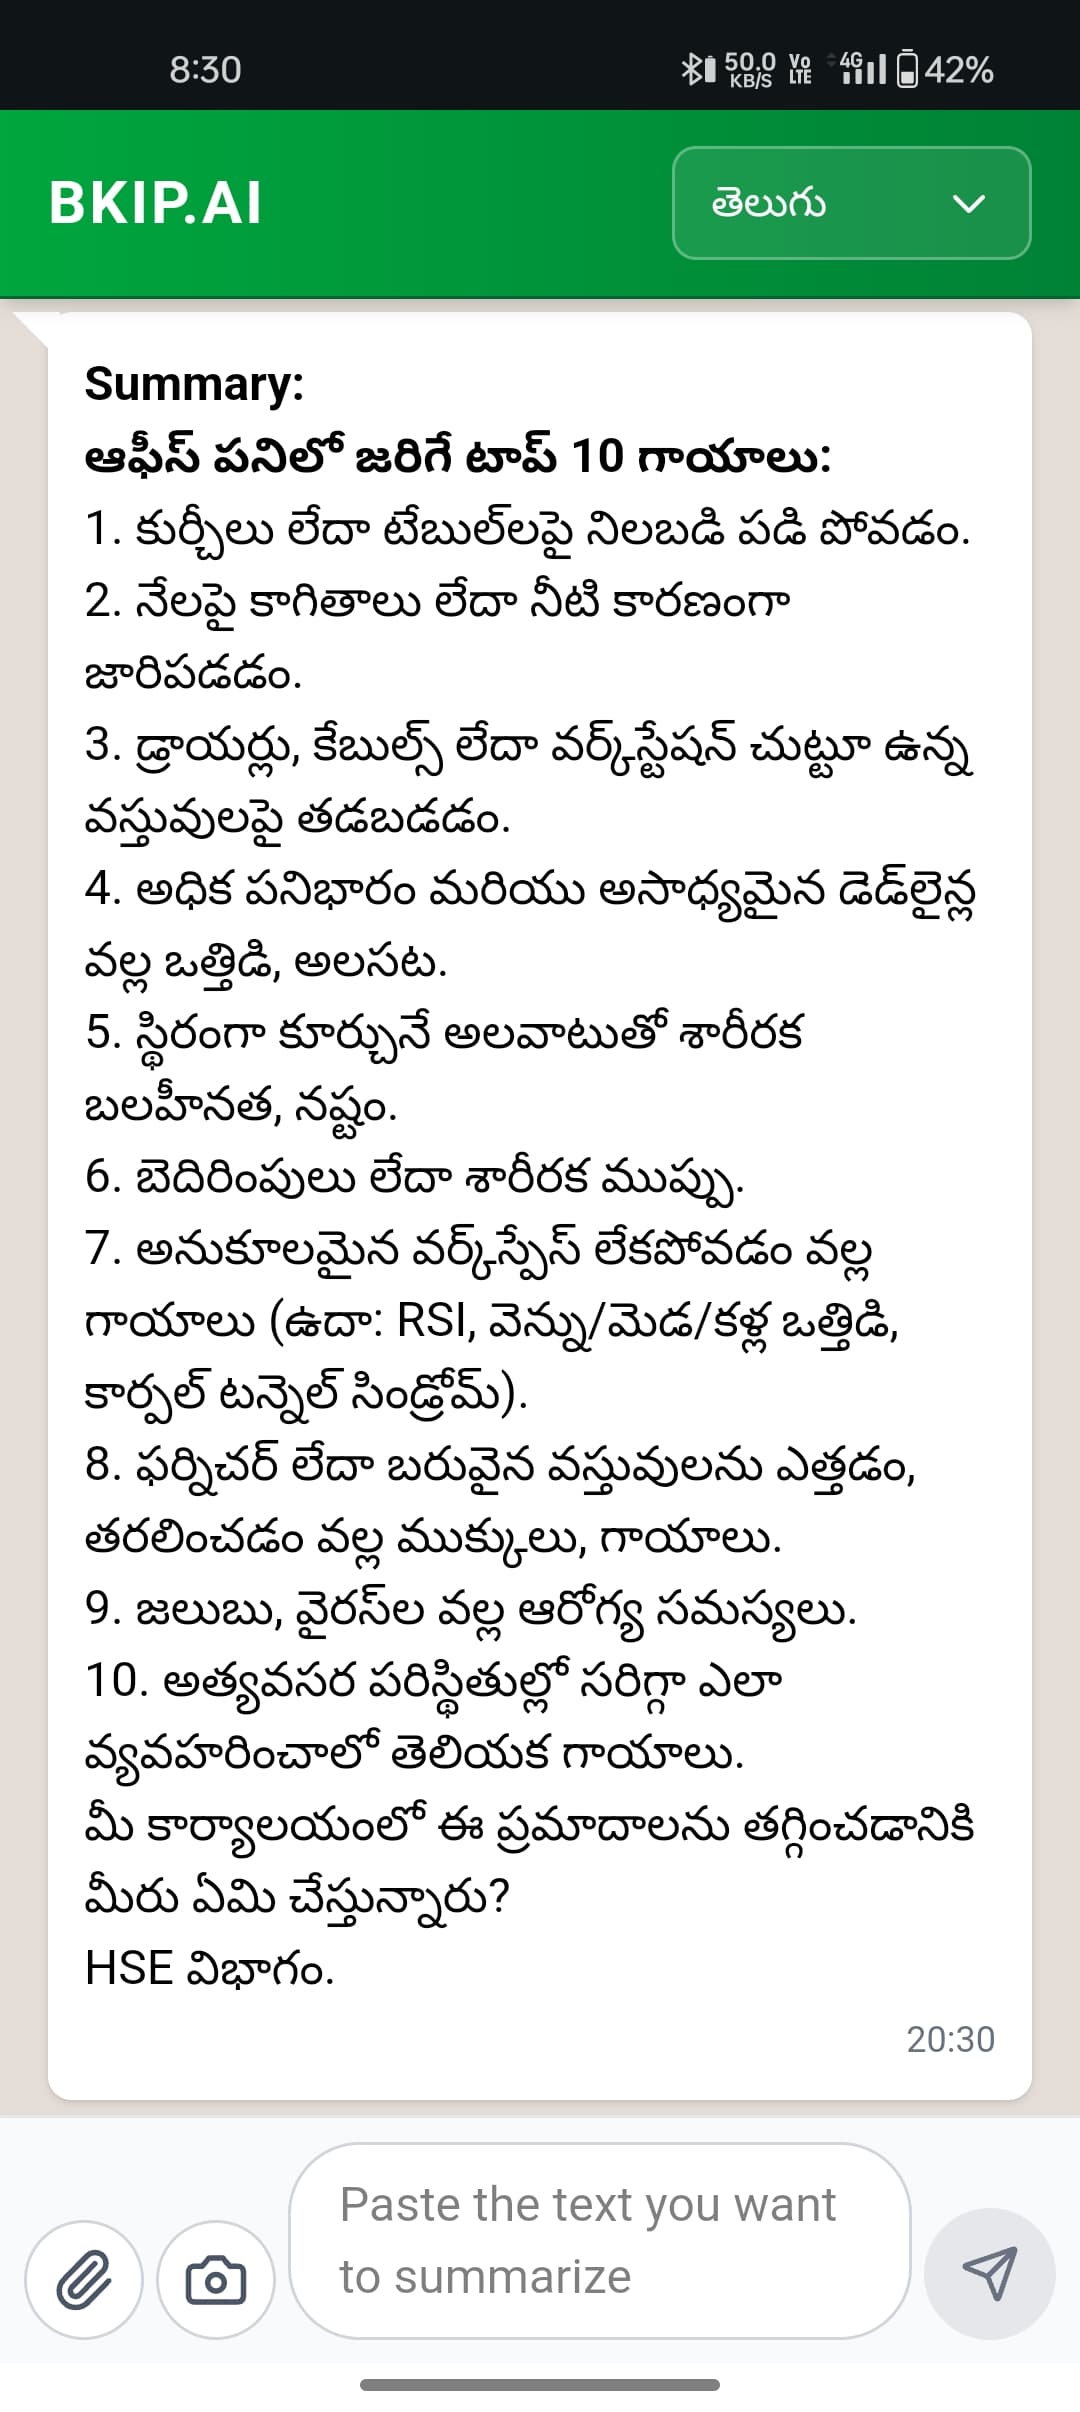 8:30
50.0 KB/S Vo LTE 4G 42%
BKIP.AI
తెలుగు
Summary:
ఆఫీస్ పనిలో జరిగే టాప్ 10 గాయాలు:
1. కుర్చీలు లేదా టేబుల్‌లపై నిలబడి పడి పోవడం.
2. నేలపై కాగితాలు లేదా నీటి కారణంగా
జారిపడడం.
3. డ్రాయర్లు, కేబుల్స్ లేదా వర్క్‌స్టేషన్ చుట్టూ ఉన్న
వస్తువులపై తడబడడం.
4. అధిక పనిభారం మరియు అసాధ్యమైన డెడ్‌లైన్ల
వల్ల ఒత్తిడి, అలసట.
5. స్థిరంగా కూర్చునే అలవాటుతో శారీరక
బలహీనత, నష్టం.
6. బెదిరింపులు లేదా శారీరక ముప్పు.
7. అనుకూలమైన వర్క్‌స్పేస్ లేకపోవడం వల్ల
గాయాలు (ఉదా: RSI, వెన్ను/మెడ/కళ్ల ఒత్తిడి,
కార్పల్ టన్నెల్ సిండ్రోమ్).
8. ఫర్నిచర్ లేదా బరువైన వస్తువులను ఎత్తడం,
తరలించడం వల్ల ముక్కులు, గాయాలు.
9. జలుబు, వైరస్‌ల వల్ల ఆరోగ్య సమస్యలు.
10. అత్యవసర పరిస్థితుల్లో సరిగ్గా ఎలా
వ్యవహరించాలో తెలియక గాయాలు.
మీ కార్యాలయంలో ఈ ప్రమాదాలను తగ్గించడానికి
మీరు ఏమి చేస్తున్నారు?
HSE విభాగం.
20:30
Paste the text you want
to summarize